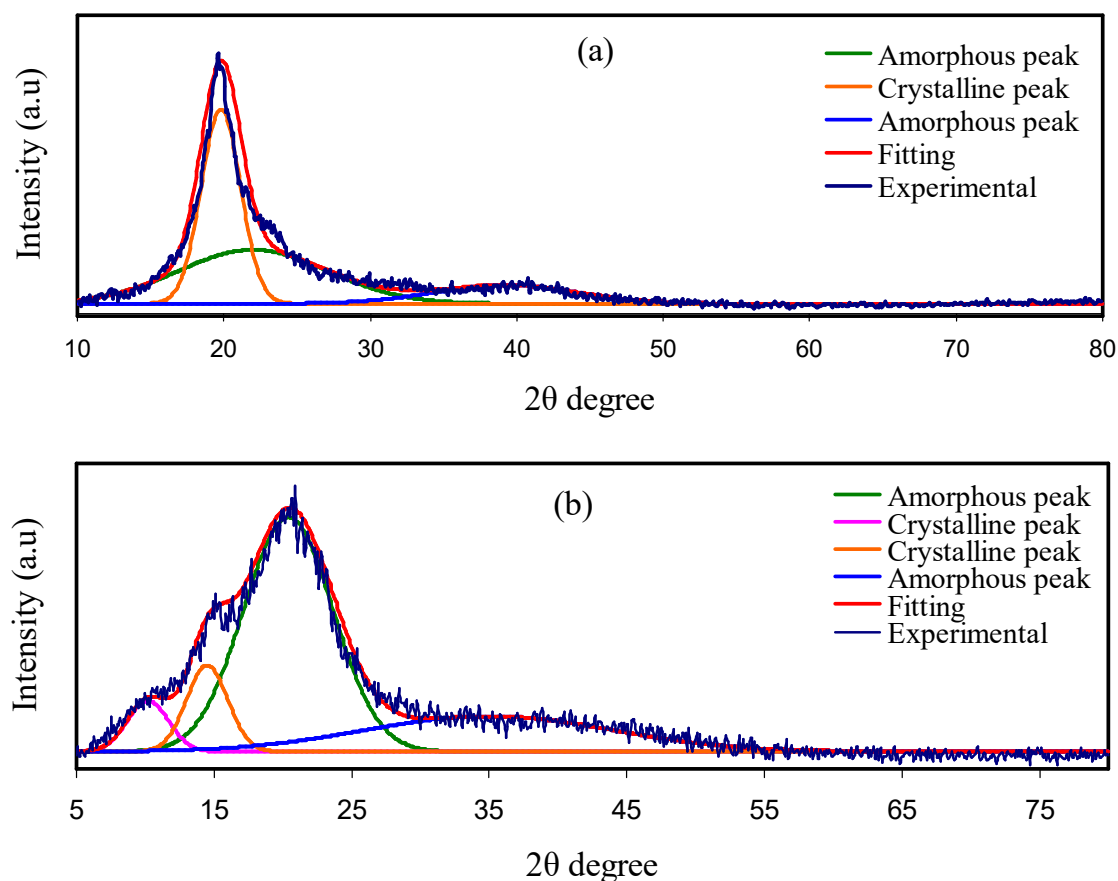 (a)
Amorphous peak
Crystalline peak
Amorphous peak
Fitting
Experimental
Intensity (a.u)
10 20 30 40 50 60 70 80
2θ degree
(b)
Amorphous peak
Crystalline peak
Crystalline peak
Amorphous peak
Fitting
Experimental
Intensity (a.u)
5 15 25 35 45 55 65 75
2θ degree